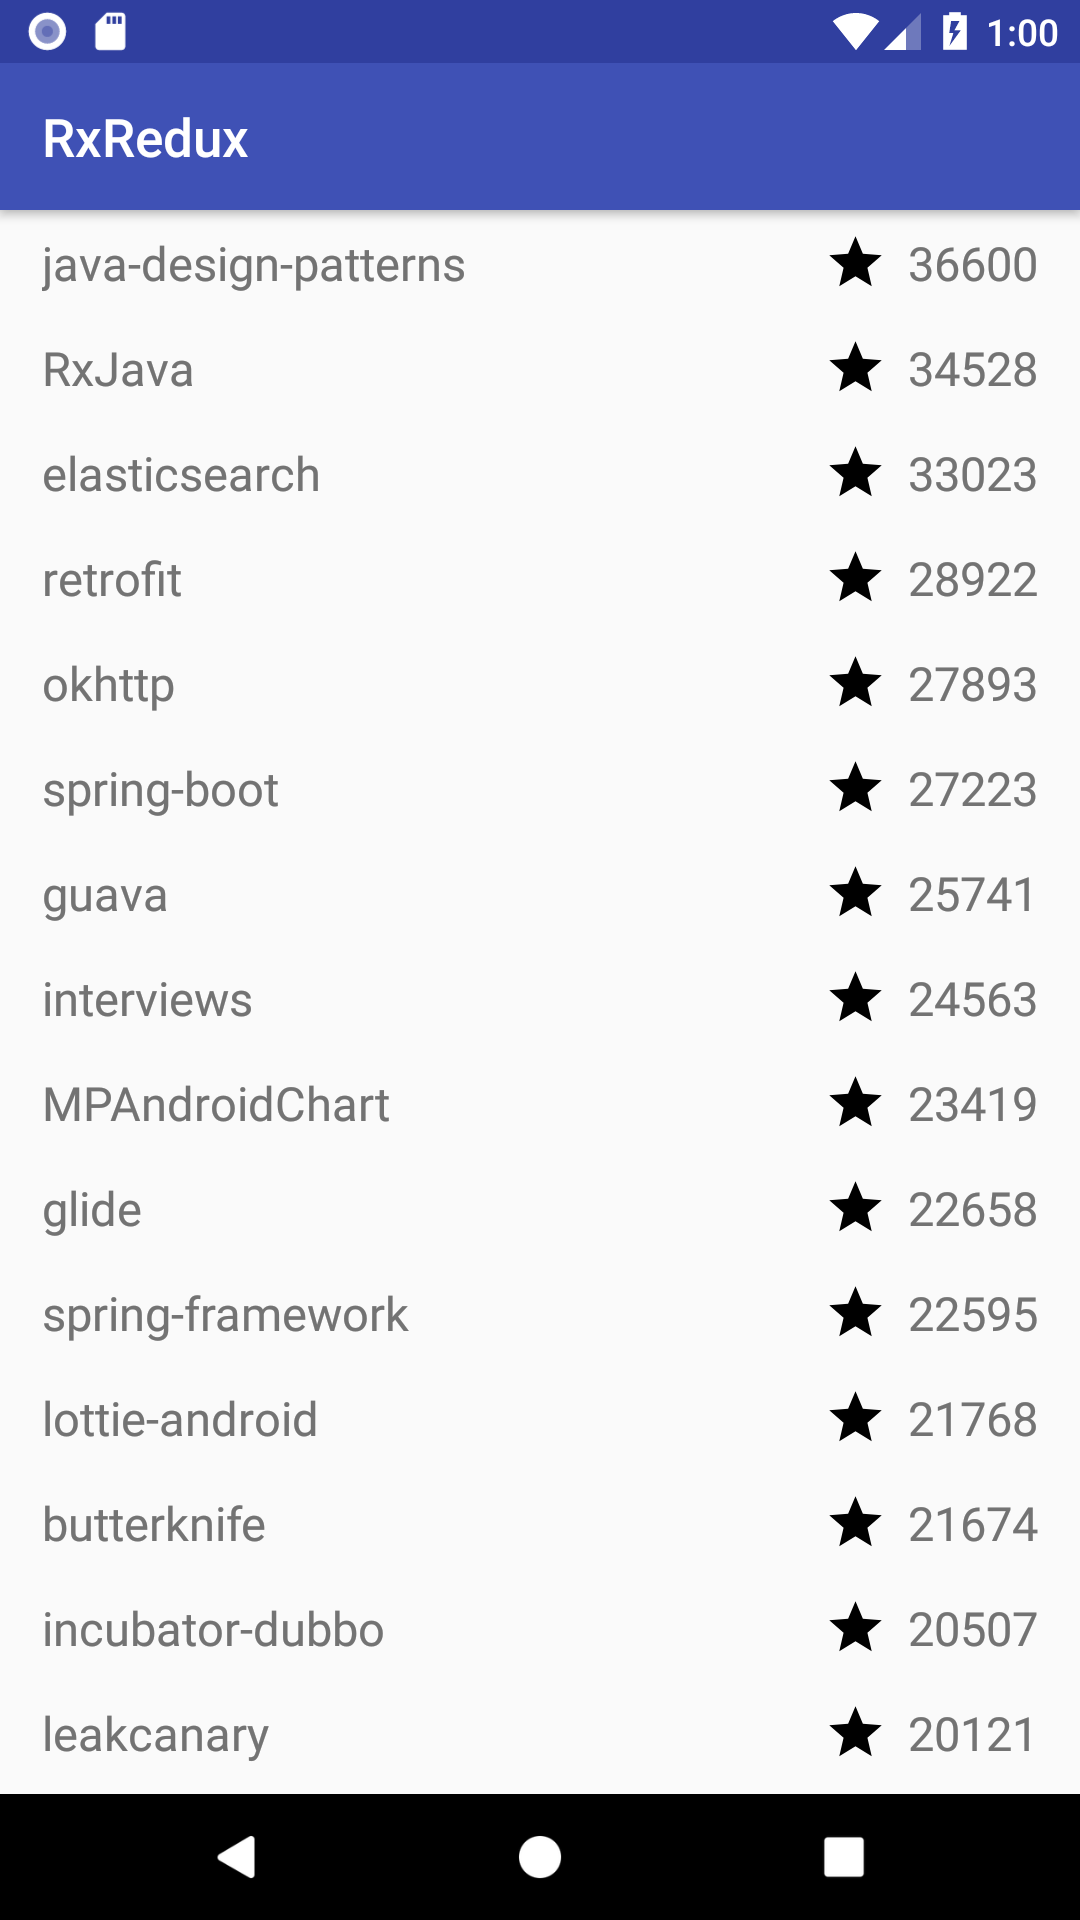 1:00
RxRedux
java-design-patterns ★ 36600
RxJava ★ 34528
elasticsearch ★ 33023
retrofit ★ 28922
okhttp ★ 27893
spring-boot ★ 27223
guava ★ 25741
interviews ★ 24563
MPAndroidChart ★ 23419
glide ★ 22658
spring-framework ★ 22595
lottie-android ★ 21768
butterknife ★ 21674
incubator-dubbo ★ 20507
leakcanary ★ 20121